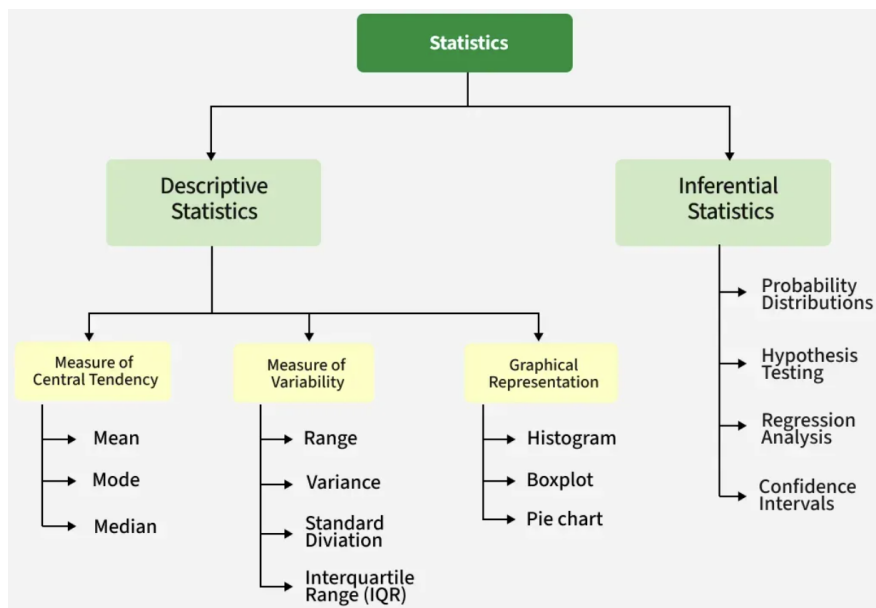 Statistics
Descriptive
Statistics
Inferential
Statistics
Measure of
Central Tendency
Mean
Mode
Median
Measure of
Variability
Range
Variance
Standard
Diviation
Interquartile
Range (IQR)
Graphical
Representation
Histogram
Boxplot
Pie chart
Probability
Distributions
Hypothesis
Testing
Regression
Analysis
Confidence
Intervals